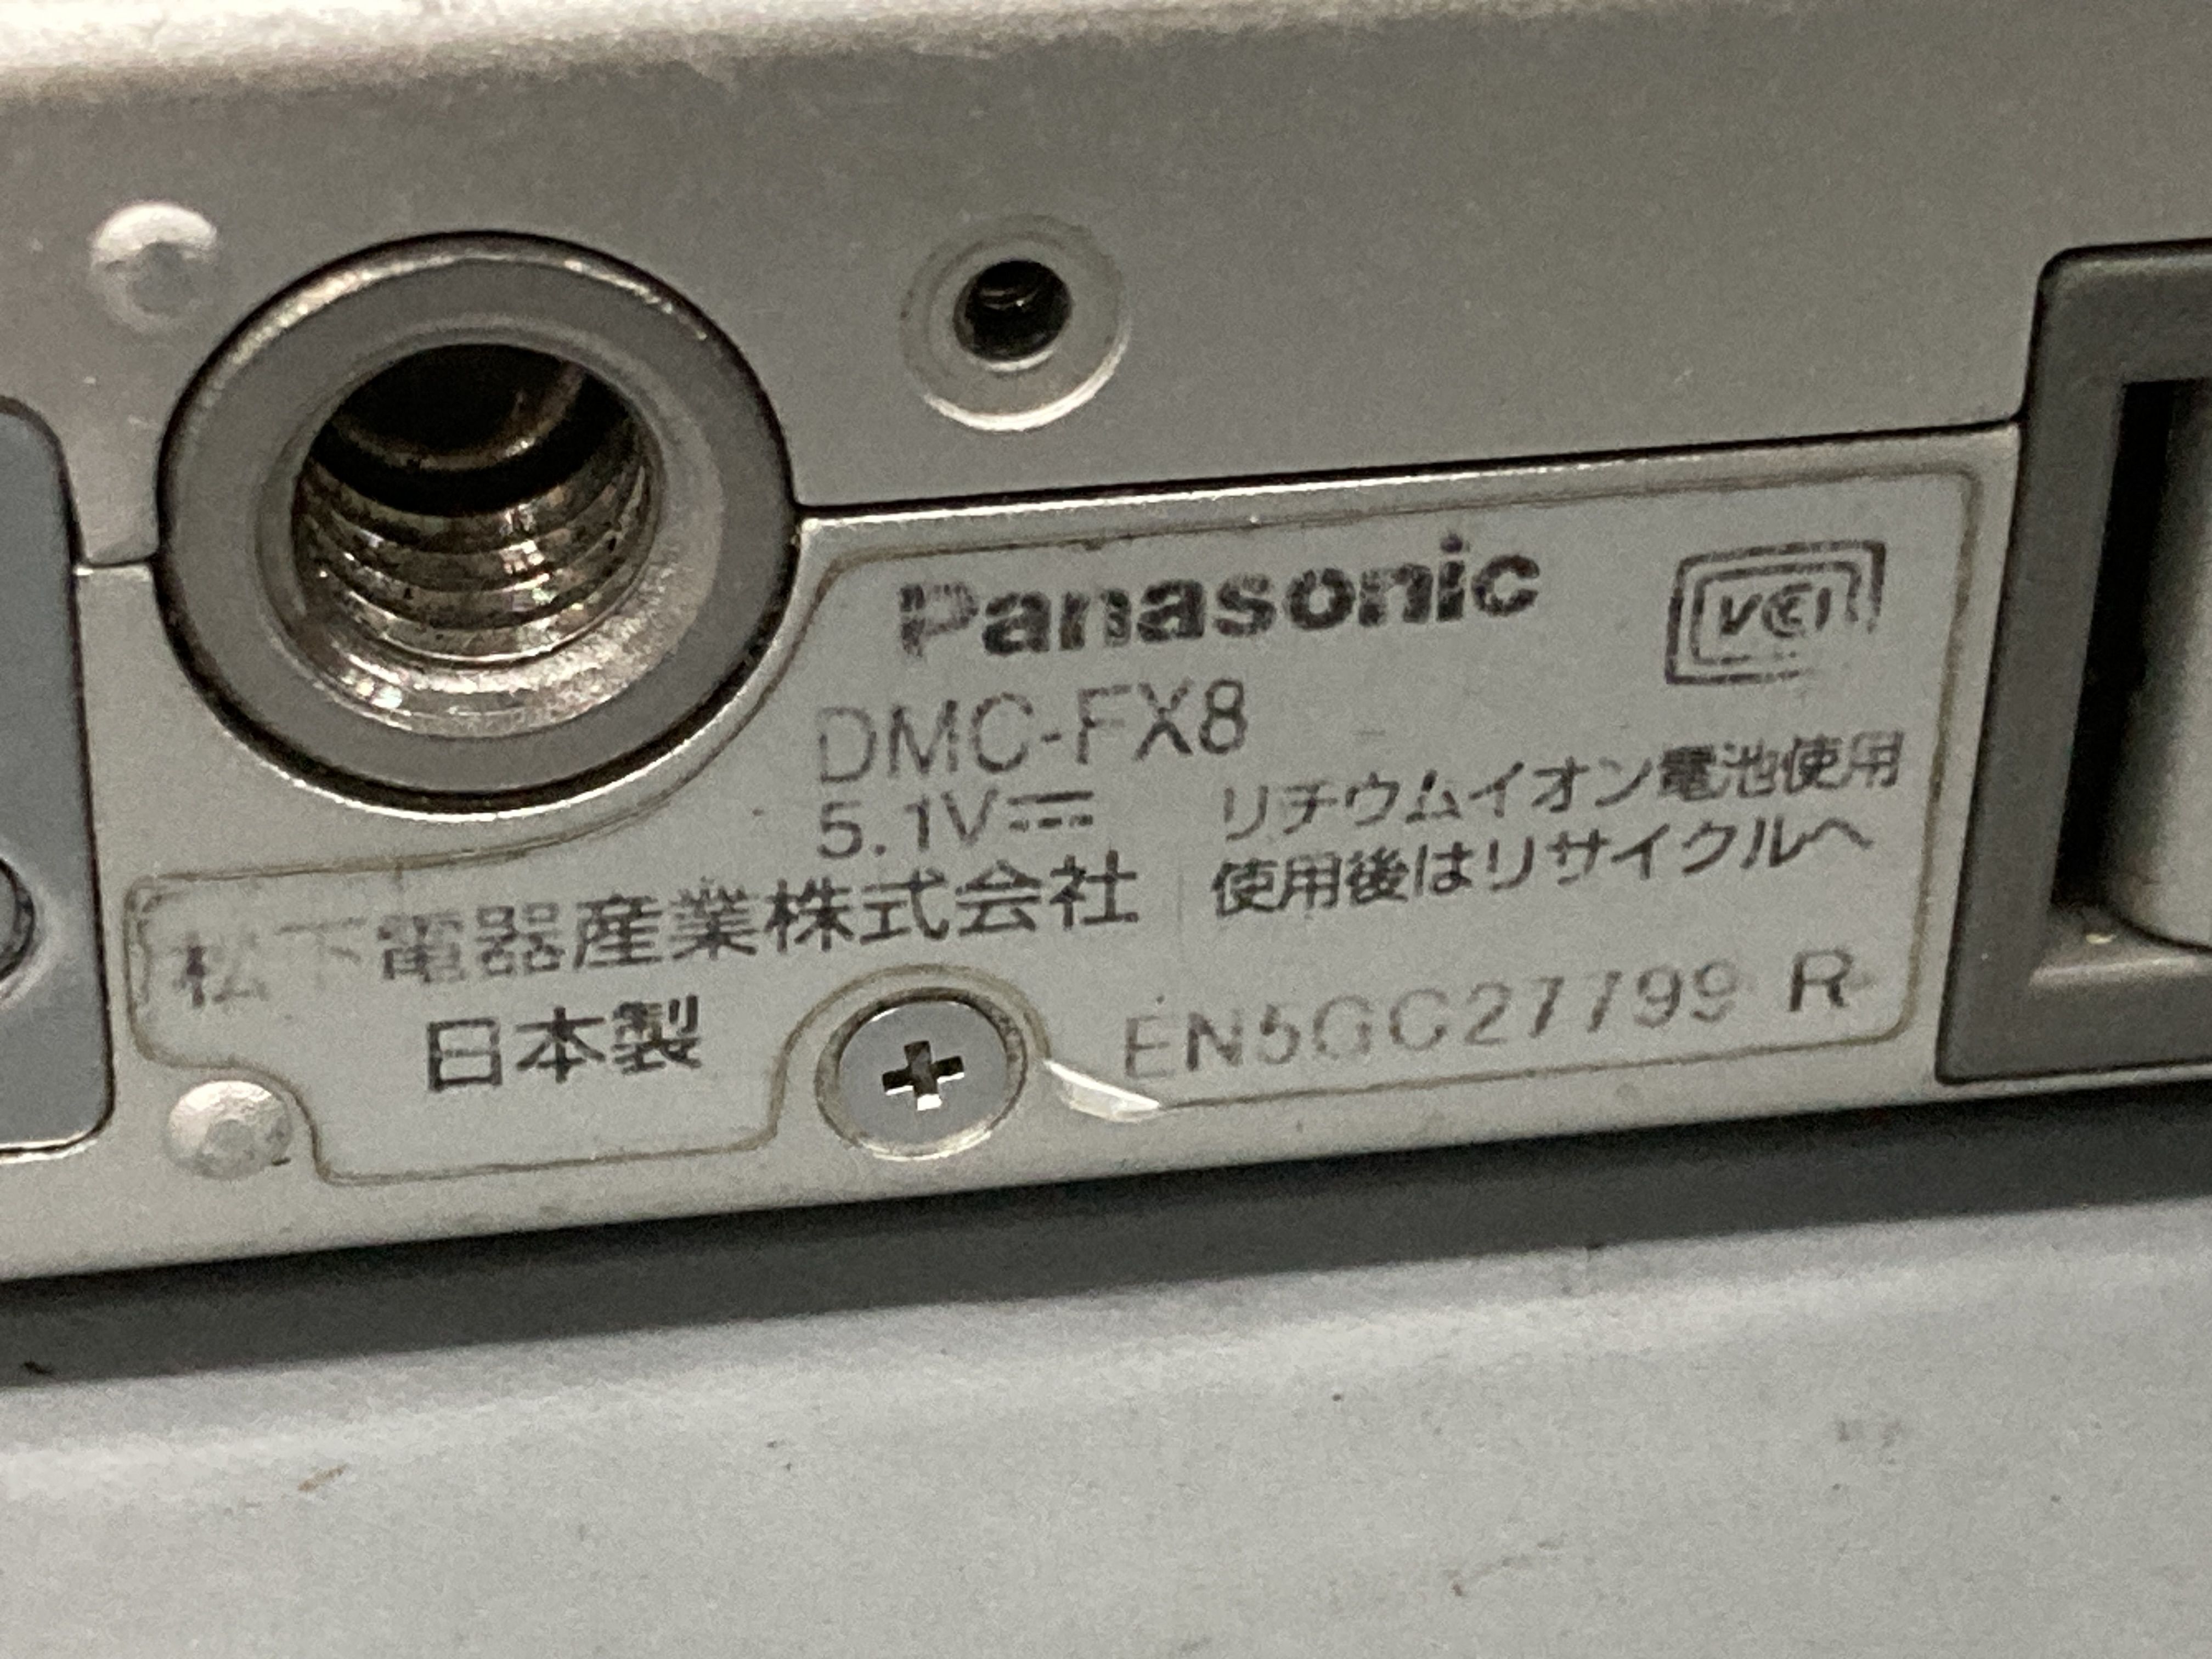 Panasonic
VCI
DMC-FX8
5.1V
リチウムイオン電池使用
使用後はリサイクルへ
松下電器産業株式会社
日本製
EN5GC27799 R